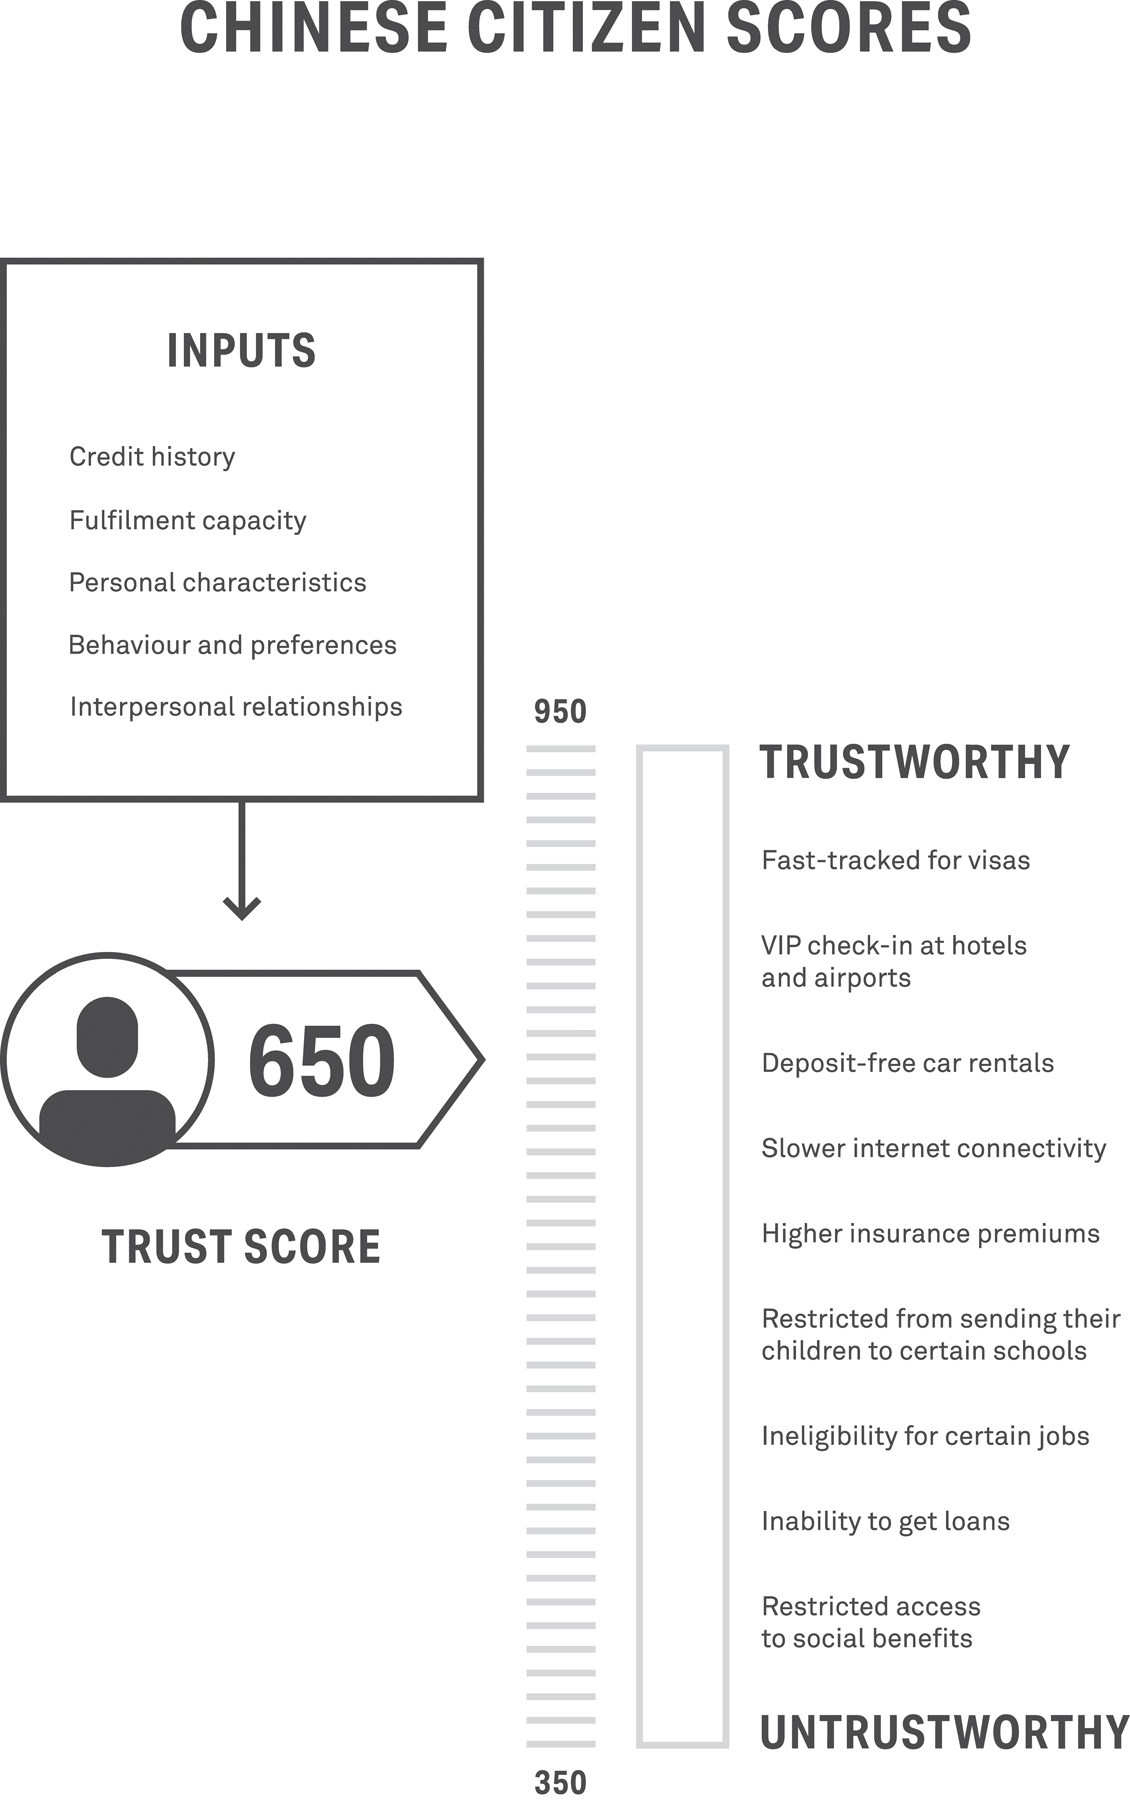 CHINESE CITIZEN SCORES
INPUTS
Credit history
Fulfilment capacity
Personal characteristics
Behaviour and preferences
Interpersonal relationships
650
TRUST SCORE
950
350
TRUSTWORTHY
Fast-tracked for visas
VIP check-in at hotels
and airports
Deposit-free car rentals
Slower internet connectivity
Higher insurance premiums
Restricted from sending their
children to certain schools
Ineligibility for certain jobs
Inability to get loans
Restricted access
to social benefits
UNTRUSTWORTHY